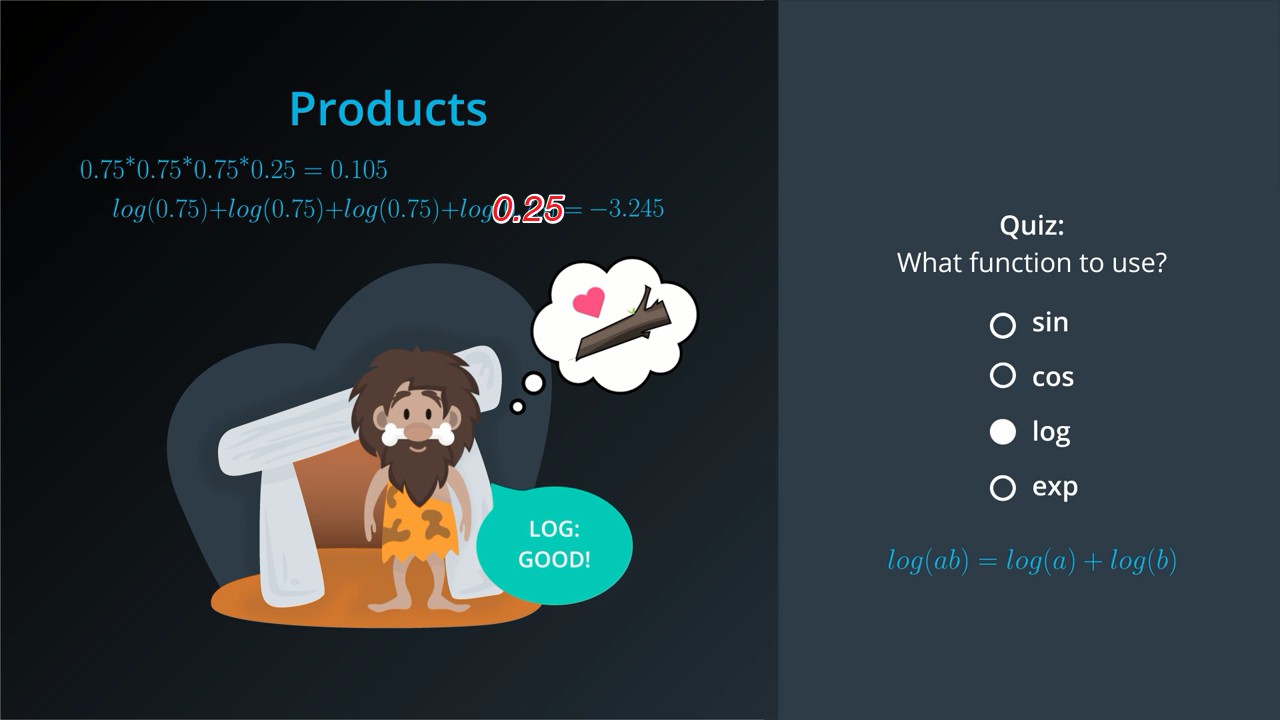 Products
0.75*0.75*0.75*0.25 = 0.105
log(0.75)+log(0.75)+log(0.75)+log 0.25 = −3.245
LOG:
GOOD!
Quiz:
What function to use?
sin
cos
log
exp
log(ab) = log(a) + log(b)